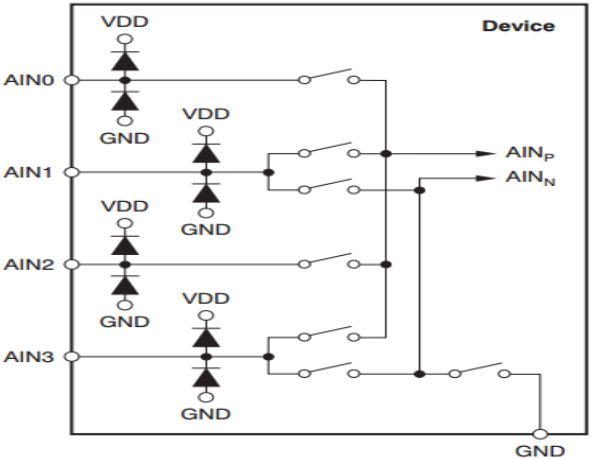 VDD
Device
AIN0
GND
VDD
AINP
AIN1
AINN
VDD
GND
AIN2
VDD
GND
AIN3
GND
GND